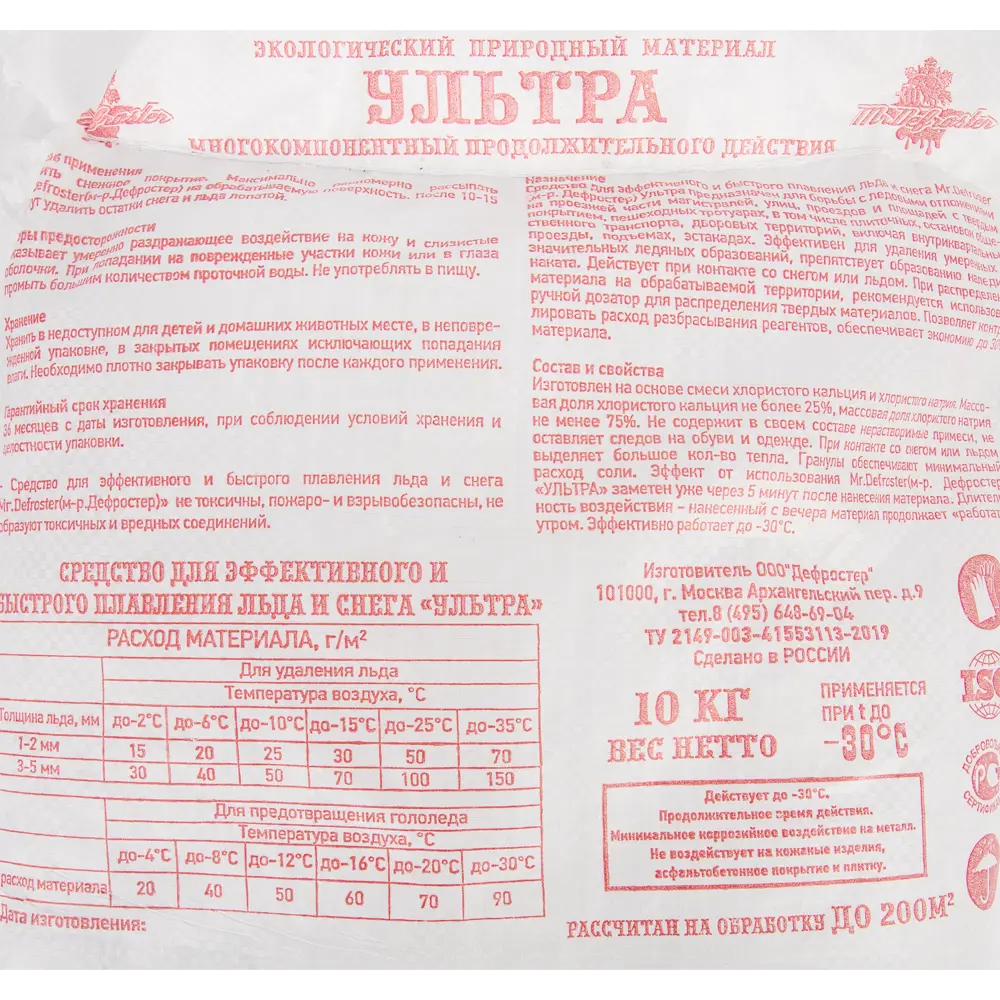 ЭКОЛОГИЧЕСКИЙ ПРИРОДНЫЙ МАТЕРИАЛ
УЛЬТРА
Mr.Defroster
МНОГОКОМПОНЕНТНЫЙ ПРОДОЛЖИТЕЛЬНОГО ДЕЙСТВИЯ
об применения
ить снежное покрытие. Максимально равномерно рассыпать
efroster(м-р.Дефростер) на обрабатываемую поверхность. После 10-15
ут удалить остатки снега и льда лопатой.
еры предосторожности
казывает умеренно раздражающее воздействие на кожу и слизистые
оболочки. При попадании на поврежденные участки кожи или в глаза
промыть большим количеством проточной воды. Не употреблять в пищу.
Хранение
Хранить в недоступном для детей и домашних животных месте, в неповре-
жденной упаковке, в закрытых помещениях исключающих попадания
влаги. Необходимо плотно закрывать упаковку после каждого применения.
Гарантийный срок хранения
36 месяцев с даты изготовления, при соблюдении условий хранения и
целостности упаковки.
- Средство для эффективного и быстрого плавления льда и снега
Mr.Defroster(м-р.Дефростер)» не токсичны, пожаро- и взрывобезопасны, не
образуют токсичных и вредных соединений.
Назначение
Средство для эффективного и быстрого плавления льда и снега Mr.Defroster
(м-р. Дефростер) Ультра предназначен для борьбы с ледовыми отложениями
на проезжей части магистралей, улиц, проездов и площадей с твердым
покрытием, пешеходных тротуарах, в том числе плиточных, остановок обще-
ственного транспорта, дворовых территорий, включая внутриквартальные
проезды, подъемах, эстакадах. Эффективен для удаления умеренных
значительных ледяных образований, препятствует образованию наледи
наката. Действует при контакте со снегом или льдом. При распределе
материала на обрабатываемой территории, рекомендуется использов
ручной дозатор для распределения твердых материалов. Позволяет конт
лировать расход разбрасывания реагентов, обеспечивает экономию до 30
материала.
Состав и свойства
Изготовлен на основе смеси хлористого кальция и хлористого натрия. Массо-
вая доля хлористого кальция не более 25%, массовая доля хлористого натрия
не менее 75%. Не содержит в своем составе нерастворимые примеси, не
оставляет следов на обуви и одежде. При контакте со снегом или льдом
выделяет большое кол-во тепла. Гранулы обеспечивают минимальный
расход соли. Эффект от использования Mr.Defroster(м-р. Дефростер
«УЛЬТРА» заметен уже через 5 минут после нанесения материала. Длител
ность воздействия – нанесенный с вечера материал продолжает «работа
утром. Эффективно работает до -30°С.
СРЕДСТВО ДЛЯ ЭФФЕКТИВНОГО И
БЫСТРОГО ПЛАВЛЕНИЯ ЛЬДА И СНЕГА «УЛЬТРА»
РАСХОД МАТЕРИАЛА, г/м²
Для удаления льда
Температура воздуха, °С
Толщина льда, мм до-2°С до-6°С до-10°С до-15°С до-25°С до-35°С
1-2 мм 15 20 25 30 50 70
3-5 мм 30 40 50 70 100 150
Для предотвращения гололеда
Температура воздуха, °С
до-4°С до-8°С до-12°С до-16°С до-20°С до-30°С
расход материала 20 40 50 60 70 90
Дата изготовления:
Изготовитель ООО"Дефростер"
101000, г. Москва Архангельский пер. д.9
тел.8 (495) 648-69-04
ТУ 2149-003-41553113-2019
Сделано в РОССИИ
10 КГ
ВЕС НЕТТО
ПРИМЕНЯЕТСЯ
ПРИ t ДО
-30°С
Действует до -30°С.
Продолжительное время действия.
Минимальное коррозийное воздействие на металл.
Не воздействует на кожаные изделия,
асфальтобетонное покрытие и плитку.
РАССЧИТАН НА ОБРАБОТКУ ДО 200М²
ISO
ДОБРОВОЛ
РС
СЕРТИФИК